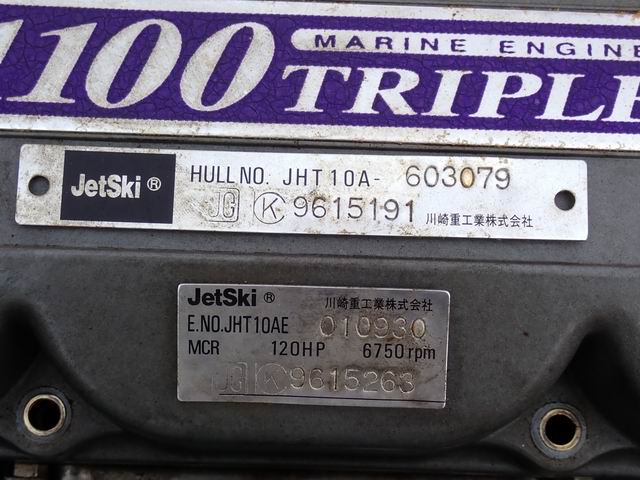 1100 MARINE ENGINE
TRIPLE
JetSki® HULL NO. JHT10A- 603079
JG K 9615191 川崎重工業株式会社
JetSki® 川崎重工業株式会社
E.NO.JHT10AE 010930
MCR 120HP 6750rpm
JG K 9615263